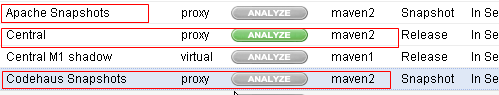 Apache Snapshots proxy ANALYZE maven2 Snapshot In Se
Central proxy ANALYZE maven2 Release In Se
Central M1 shadow virtual ANALYZE maven1 Release In Se
Codehaus Snapshots proxy ANALYZE maven2 Snapshot In Se